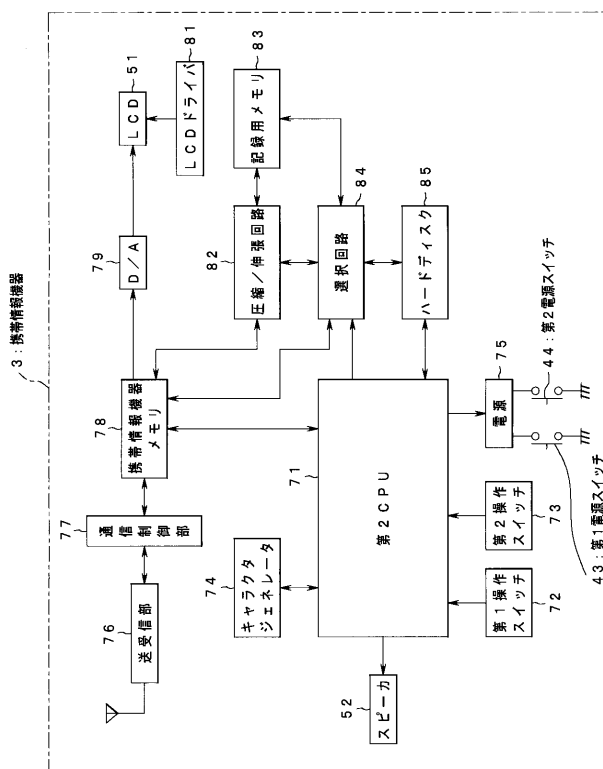 3：携帯情報機器
76
送受信部
77
通信制御部
78
携帯情報機器
メモリ
79
D／A
51
LCD
81
LCDドライバ
74
キャラクタ
ジェネレータ
82
圧縮／伸張回路
83
記録用メモリ
84
選択回路
71
第2CPU
85
ハードディスク
52
スピーカ
72
第1操作
スイッチ
73
第2操作
スイッチ
75
電源
43：第1電源スイッチ
44：第2電源スイッチ